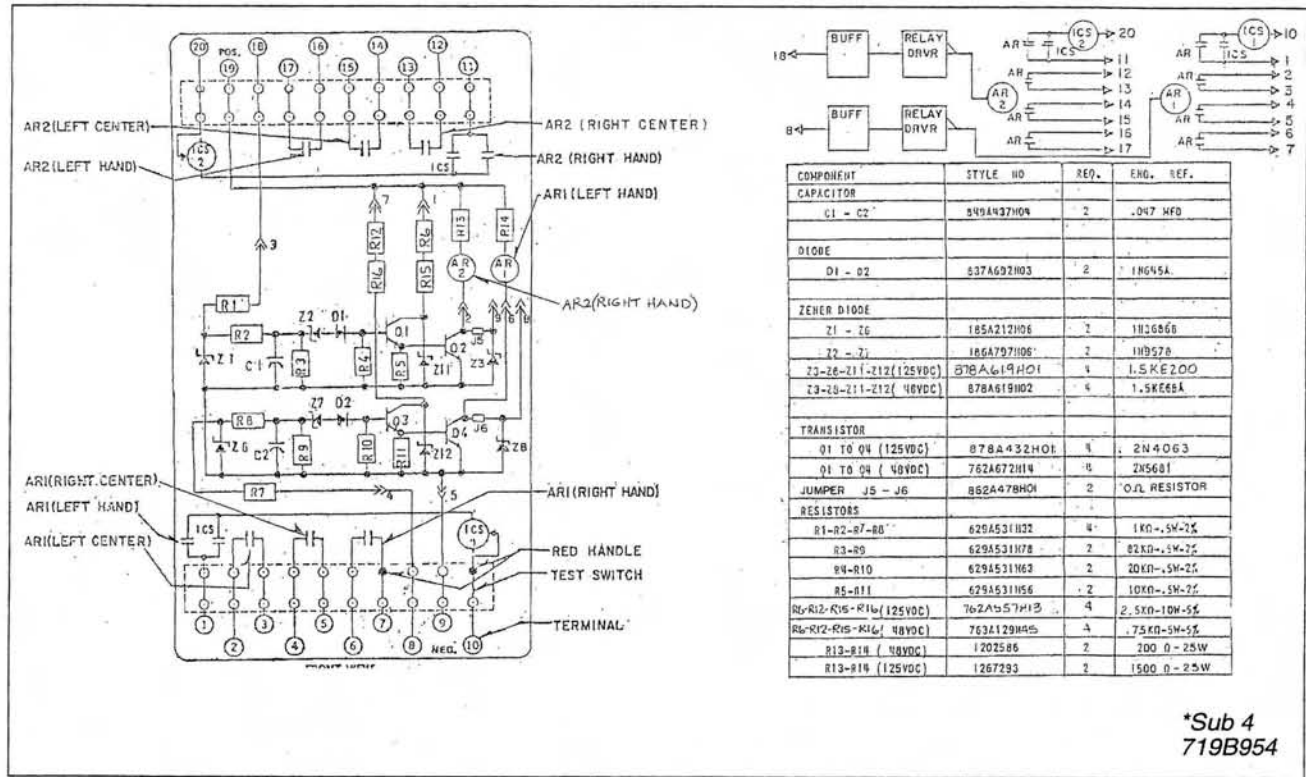 20 POS. 18 16 14 12
19 17 15 13 11
AR2(LEFT CENTER)
AR2(LEFT HAND)
AR2 (RIGHT CENTER)
AR2 (RIGHT HAND)
AR1(LEFT HAND)
AR2(RIGHT HAND)
ICS 2
ICS
3
7 1
R12 R6 R13 R14
R16 R15 AR 2 AR 1
2 9 6 8
R1
R2 Z2 D1 Q1
J5
Z1 C1 R3 R4 R5 Z11 Q2 Z3
R8 Z7 D2 Q3
J6
Z6 C2 R9 R10 R11 Z12 Q4 Z8
R7 4 5
AR1(RIGHT CENTER)
AR1(LEFT HAND)
AR1(LEFT CENTER)
AR1(RIGHT HAND)
ICS
ICS
RED HANDLE
TEST SWITCH
TERMINAL
1 3 5 7 9
2 4 6 8 NEG. 10
FRONT VIEW
18 BUFF RELAY DRVR
8 BUFF RELAY DRVR
AR ICS ICS 2 20
11
AR 12
13
AR 2 14
AR 15
16
AR 17
AR ICS ICS 1 10
1
AR 2
3
AR 1 4
AR 5
6
AR 7
COMPONENT STYLE NO REQ. ENG. REF.
CAPACITOR
C1 - C2 849A437H04 2 .047 MFD
DIODE
D1 - D2 837A692H03 2 1N645A
ZENER DIODE
Z1 - Z6 185A212H06 2 1N3686B
Z2 - Z7 186A797H06 2 1N957B
Z3-Z8-Z11-Z12(125VDC) 878A619H01 4 1.5KE200
Z3-Z8-Z11-Z12( 48VDC) 878A619H02 4 1.5KE68A
TRANSISTOR
Q1 TO Q4 (125VDC) 878A432H01 4 2N4063
Q1 TO Q4 ( 48VDC) 762A672H14 2N5681
JUMPER J5 - J6 862A478H01 2 0Ω RESISTOR
RESISTORS
R1-R2-R7-R8 629A531H32 4 1KΩ-.5W-2%
R3-R9 629A531H78 2 82KΩ-.5W-2%
R4-R10 629A531H63 2 20KΩ-.5W-2%
R5-R11 629A531H56 2 10KΩ-.5W-2%
R6-R12-R15-R16(125VDC) 762A557H13 4 2.5KΩ-10W-5%
R6-R12-R15-R16( 48VDC) 763A129H45 4 .75KΩ-5W-5%
R13-R14 ( 48VDC) 1202586 2 200 Ω-25W
R13-R14 (125VDC) 1267293 2 1500 Ω-25W
*Sub 4
719B954